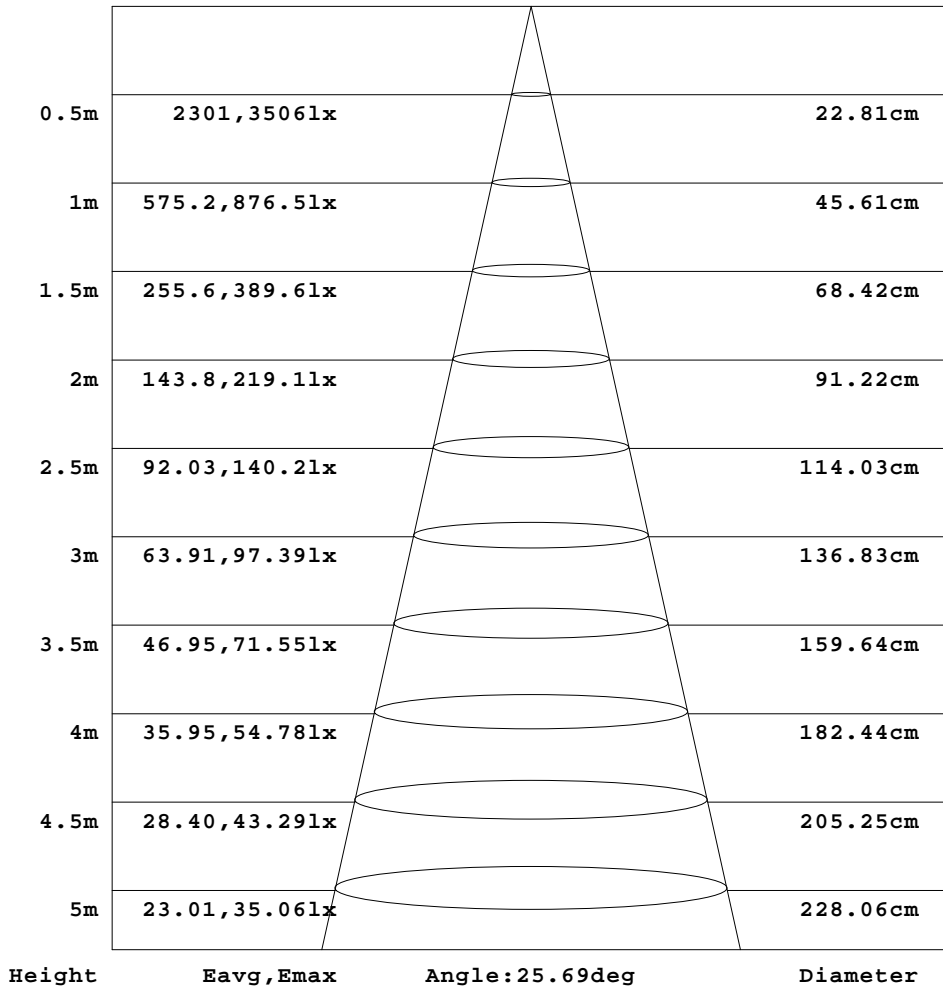 0.5m 2301,3506lx 22.81cm
1m 575.2,876.5lx 45.61cm
1.5m 255.6,389.6lx 68.42cm
2m 143.8,219.1lx 91.22cm
2.5m 92.03,140.2lx 114.03cm
3m 63.91,97.39lx 136.83cm
3.5m 46.95,71.55lx 159.64cm
4m 35.95,54.78lx 182.44cm
4.5m 28.40,43.29lx 205.25cm
5m 23.01,35.06lx 228.06cm
Height Eavg,Emax Angle:25.69deg Diameter